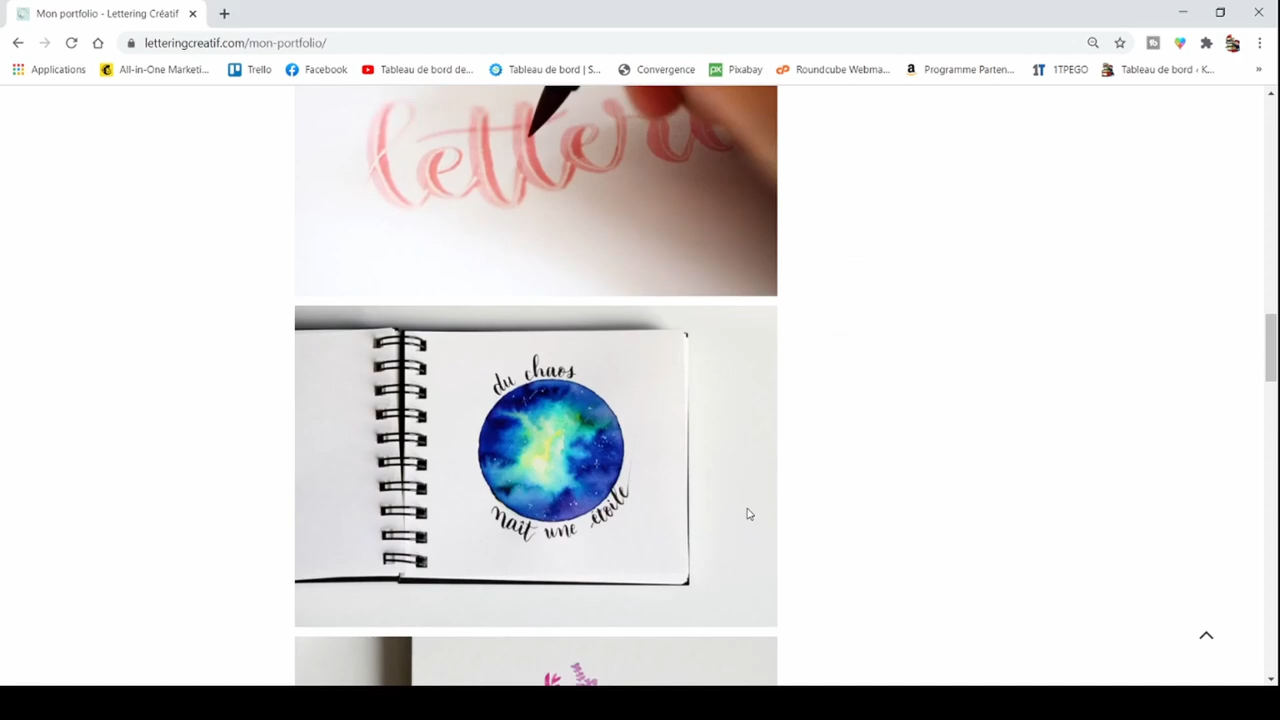 Mon portfolio - Lettering Créatif
letteringcreatif.com/mon-portfolio/
Applications
All-in-One Marketi...
Trello
Facebook
Tableau de bord de...
Tableau de bord | S...
Convergence
Pixabay
Roundcube Webma...
Programme Parten...
1TPEGO
Tableau de bord ‹ K...
»
du chaos
naît une étoile